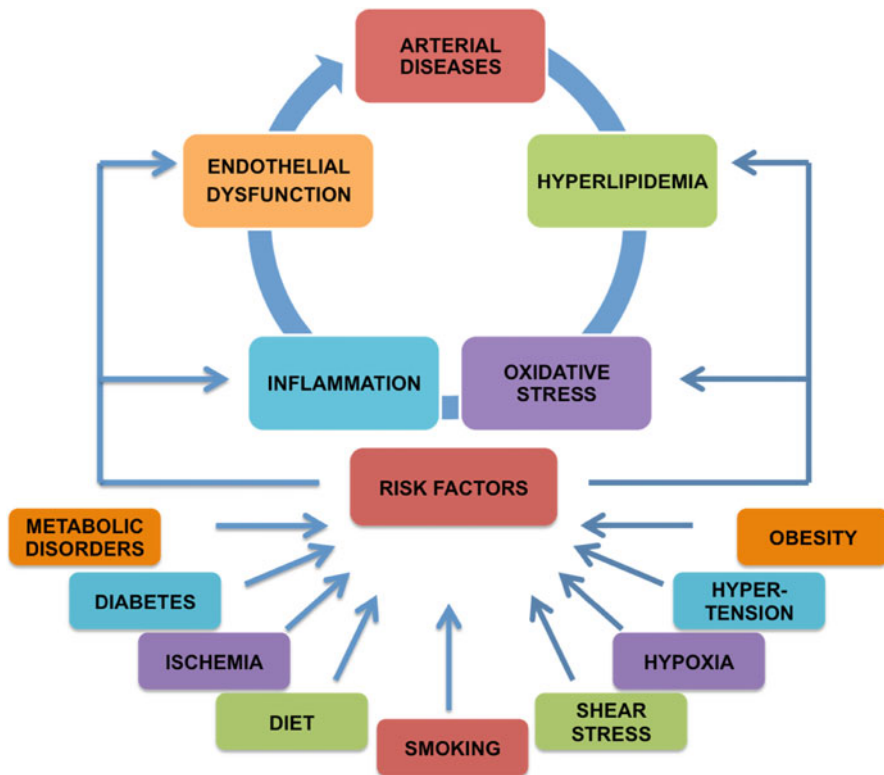 ARTERIAL
DISEASES
ENDOTHELIAL
DYSFUNCTION
HYPERLIPIDEMIA
INFLAMMATION
OXIDATIVE
STRESS
RISK FACTORS
METABOLIC
DISORDERS
OBESITY
DIABETES
HYPER-
TENSION
ISCHEMIA
HYPOXIA
DIET
SHEAR
STRESS
SMOKING